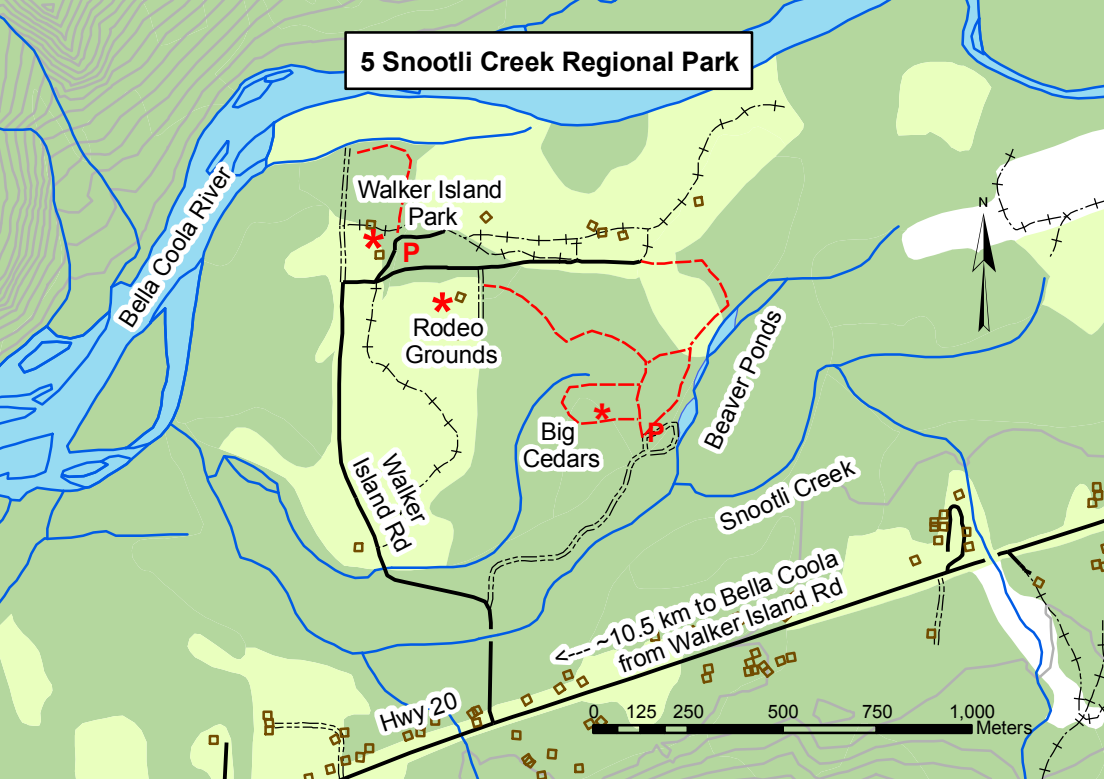 5 Snootli Creek Regional Park
Bella Coola River
Walker Island
Park
P
N
Rodeo
Grounds
Beaver Ponds
Big
Cedars
P
Walker
Island Rd
Snootli Creek
~10.5 km to Bella Coola
from Walker Island Rd
Hwy 20
0 125 250 500 750 1,000
Meters